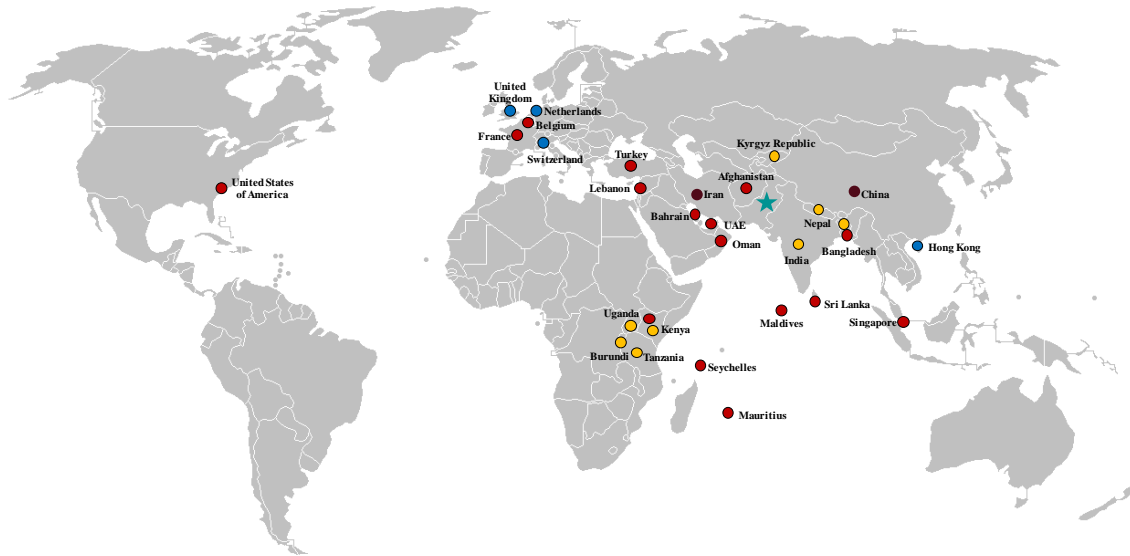 United
Kingdom
Netherlands
Belgium
France
Switzerland
Kyrgyz Republic
Turkey
Afghanistan
United States
of America
Lebanon
Iran
China
Bahrain
UAE
Nepal
Oman
Bangladesh
Hong Kong
India
Sri Lanka
Uganda
Maldives
Singapore
Kenya
Burundi
Tanzania
Seychelles
Mauritius